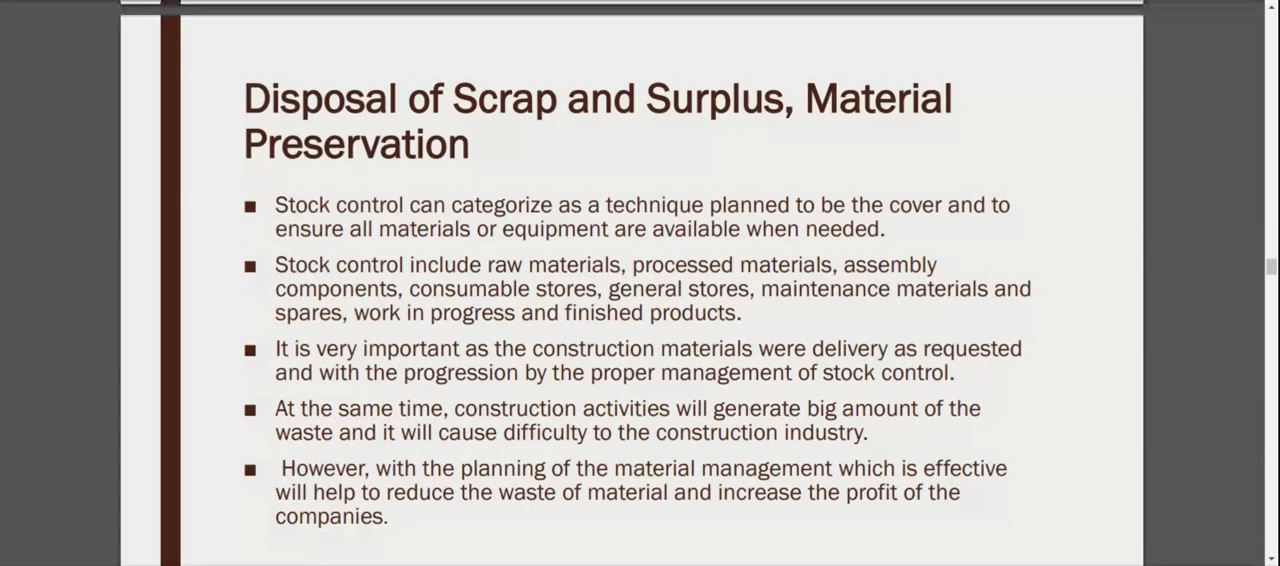 Disposal of Scrap and Surplus, Material
Preservation
■ Stock control can categorize as a technique planned to be the cover and to
ensure all materials or equipment are available when needed.
■ Stock control include raw materials, processed materials, assembly
components, consumable stores, general stores, maintenance materials and
spares, work in progress and finished products.
■ It is very important as the construction materials were delivery as requested
and with the progression by the proper management of stock control.
■ At the same time, construction activities will generate big amount of the
waste and it will cause difficulty to the construction industry.
■ However, with the planning of the material management which is effective
will help to reduce the waste of material and increase the profit of the
companies.